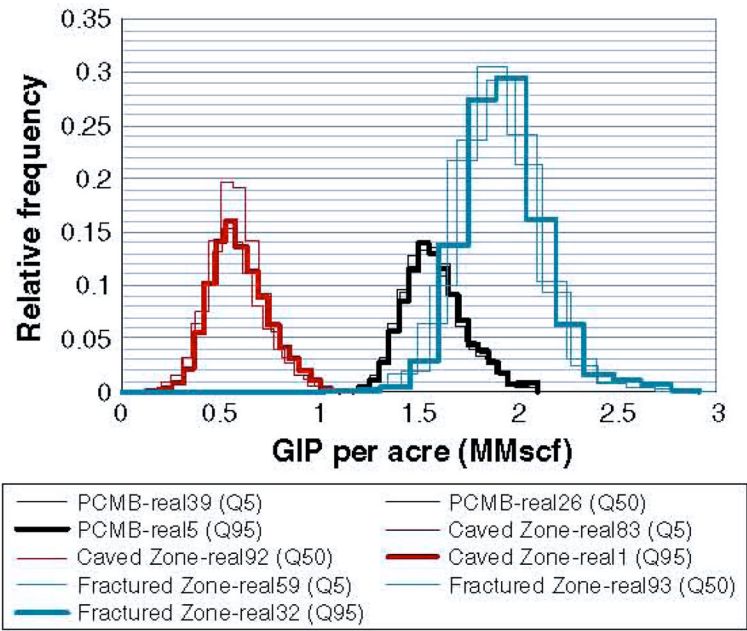 0.35
0.3
0.25
0.2
0.15
0.1
0.05
0
Relative frequency
0 0.5 1 1.5 2 2.5 3
GIP per acre (MMscf)
PCMB-real39 (Q5) PCMB-real26 (Q50)
PCMB-real5 (Q95) Caved Zone-real83 (Q5)
Caved Zone-real92 (Q50) Caved Zone-real1 (Q95)
Fractured Zone-real59 (Q5) Fractured Zone-real93 (Q50)
Fractured Zone-real32 (Q95)